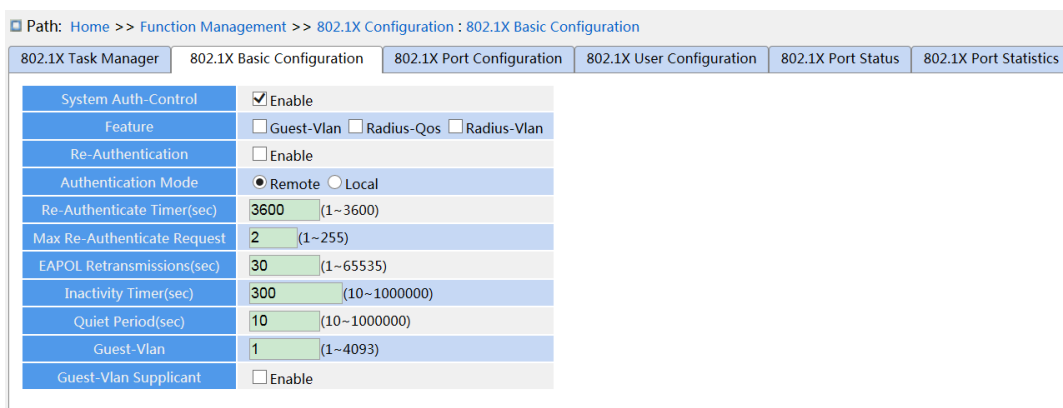 Path: Home >> Function Management >> 802.1X Configuration : 802.1X Basic Configuration
802.1X Task Manager 802.1X Basic Configuration 802.1X Port Configuration 802.1X User Configuration 802.1X Port Status 802.1X Port Statistics
System Auth-Control Enable
Feature Guest-Vlan Radius-Qos Radius-Vlan
Re-Authentication Enable
Authentication Mode Remote Local
Re-Authenticate Timer(sec) 3600 (1~3600)
Max Re-Authenticate Request 2 (1~255)
EAPOL Retransmissions(sec) 30 (1~65535)
Inactivity Timer(sec) 300 (10~1000000)
Quiet Period(sec) 10 (10~1000000)
Guest-Vlan 1 (1~4093)
Guest-Vlan Supplicant Enable